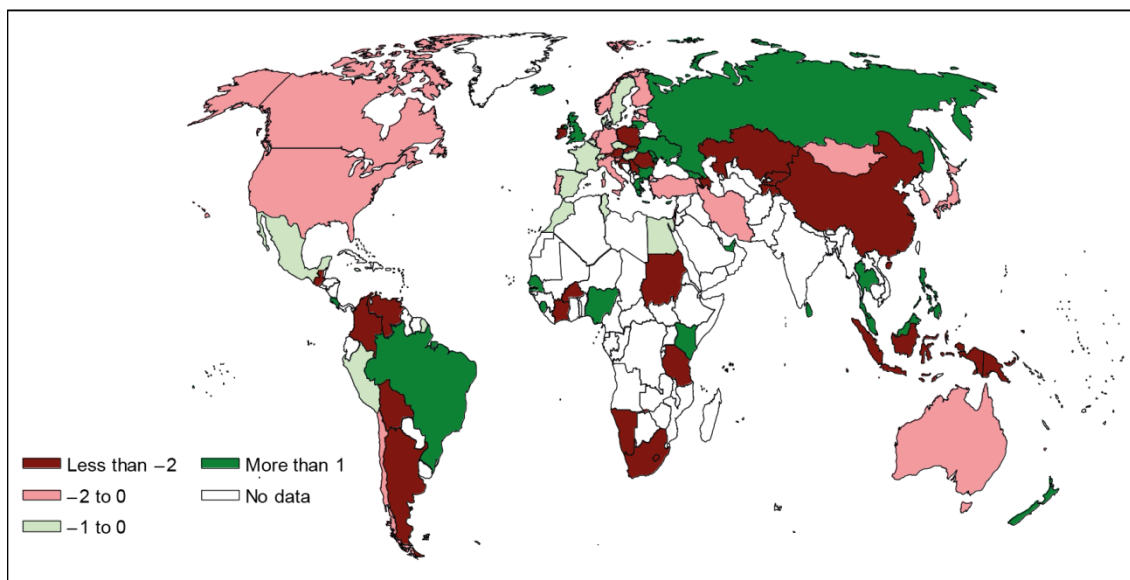 Less than –2
–2 to 0
–1 to 0
More than 1
No data